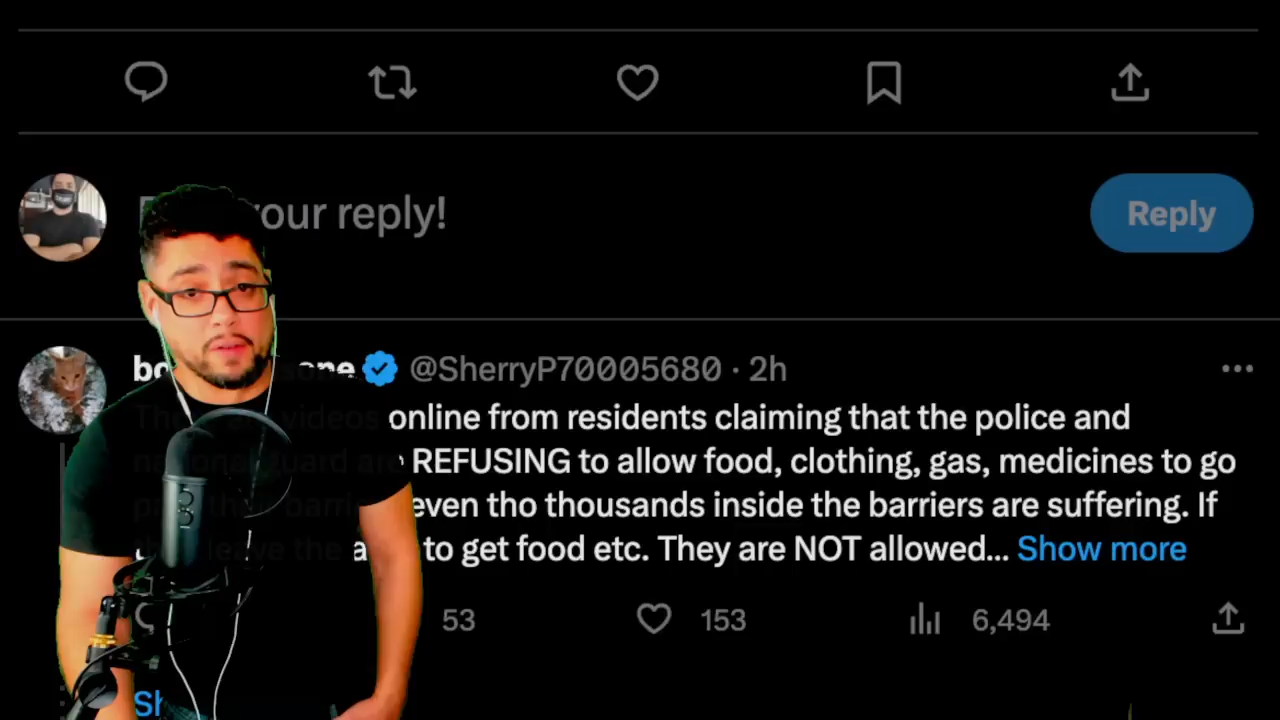 your reply!
Reply
@SherryP70005680 · 2h
videos online from residents claiming that the police and
REFUSING to allow food, clothing, gas, medicines to go
even tho thousands inside the barriers are suffering. If
leave the to get food etc. They are NOT allowed... Show more
53 153 6,494